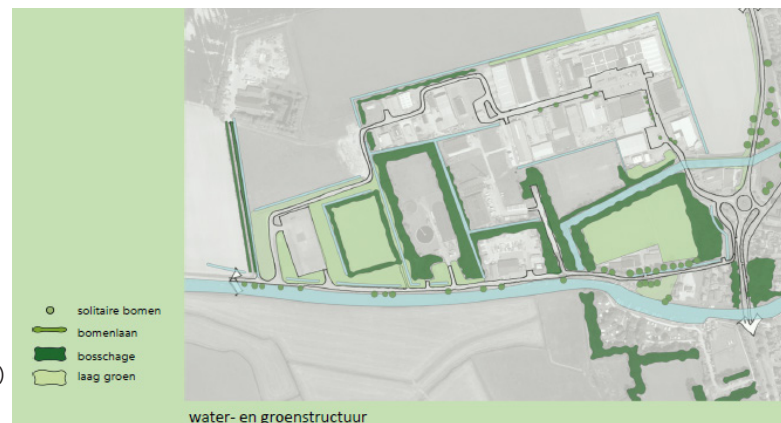 solitaire bomen
bomenlaan
bosschage
laag groen
)
water- en groenstructuur